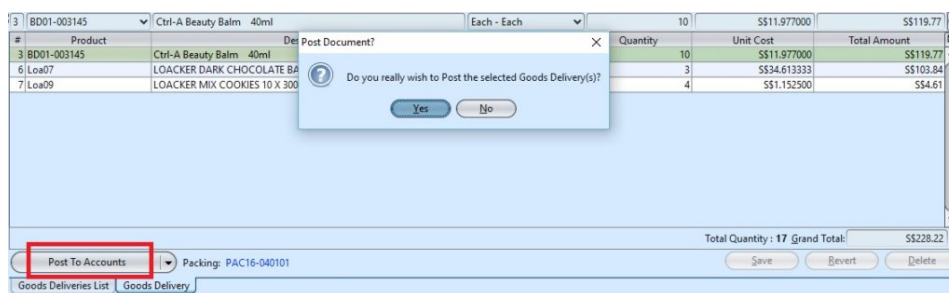 3 BD01-003145 Ctrl-A Beauty Balm 40ml Each - Each 10 S$11.977000 S$119.77
# Product Des Quantity Unit Cost Total Amount
Post Document?
3 BD01-003145 Ctrl-A Beauty Balm 40ml 10 S$11.977000 S$119.77
6 Loa07 LOACKER DARK CHOCOLATE BA 3 S$34.613333 S$103.84
7 Loa09 LOACKER MIX COOKIES 10 X 300 4 S$1.152500 S$4.61
Do you really wish to Post the selected Goods Delivery(s)?
Yes No
Total Quantity : 17 Grand Total: S$228.22
Post To Accounts Packing: PAC16-040101 Save Revert Delete
Goods Deliveries List Goods Delivery